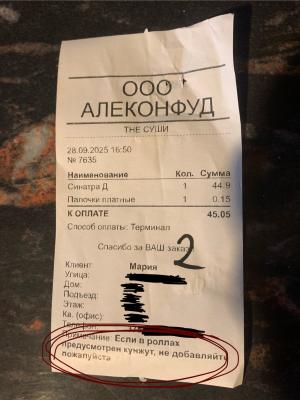 ООО
АЛЕКОНФУД
THE СУШИ
28.09.2025 16:50
№ 7635
Наименование Кол. Сумма
Синатра Д 1 44.9
Палочки платные 1 0.15
К ОПЛАТЕ 45.05
Способ оплаты: Терминал
Спасибо за ВАШ заказ
2
Клиент Мария
Улица:
Дом:
Подъезд:
Этаж:
Кв. (офис):
Телефон:
Примечание: Если в роллах
предусмотрен кунжут, не добавляйте
пожалуйста